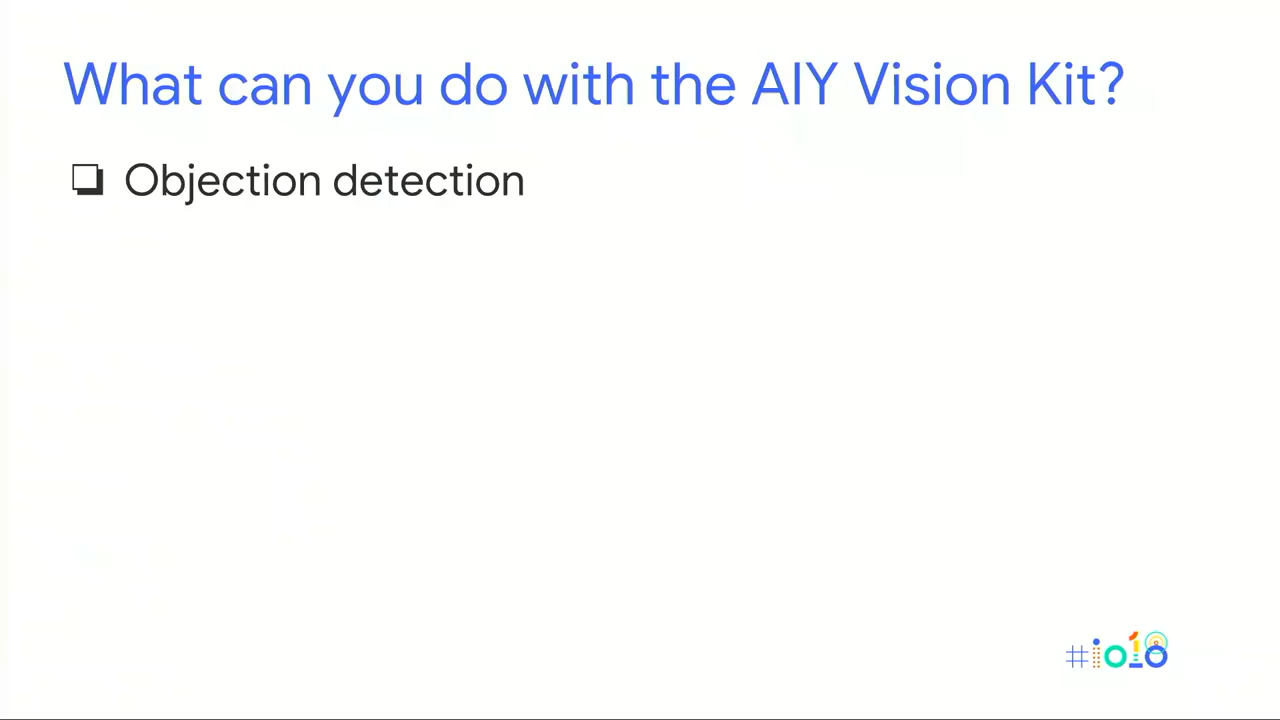 What can you do with the AIY Vision Kit?
❑ Objection detection
#io18